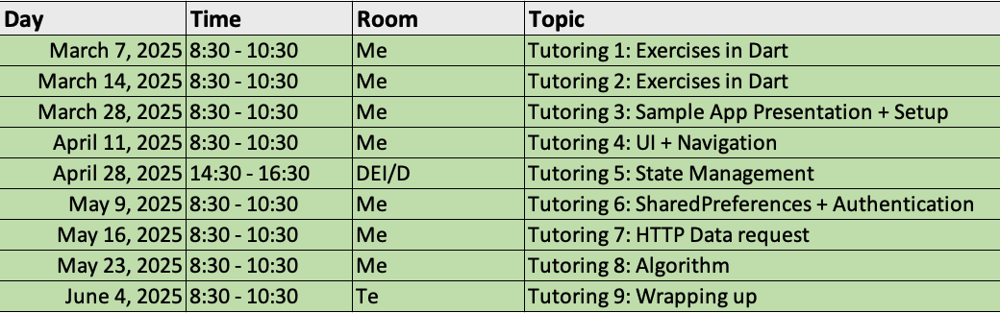 Day Time Room Topic
March 7, 2025 8:30 - 10:30 Me Tutoring 1: Exercises in Dart
March 14, 2025 8:30 - 10:30 Me Tutoring 2: Exercises in Dart
March 28, 2025 8:30 - 10:30 Me Tutoring 3: Sample App Presentation + Setup
April 11, 2025 8:30 - 10:30 Me Tutoring 4: UI + Navigation
April 28, 2025 14:30 - 16:30 DEI/D Tutoring 5: State Management
May 9, 2025 8:30 - 10:30 Me Tutoring 6: SharedPreferences + Authentication
May 16, 2025 8:30 - 10:30 Me Tutoring 7: HTTP Data request
May 23, 2025 8:30 - 10:30 Me Tutoring 8: Algorithm
June 4, 2025 8:30 - 10:30 Te Tutoring 9: Wrapping up